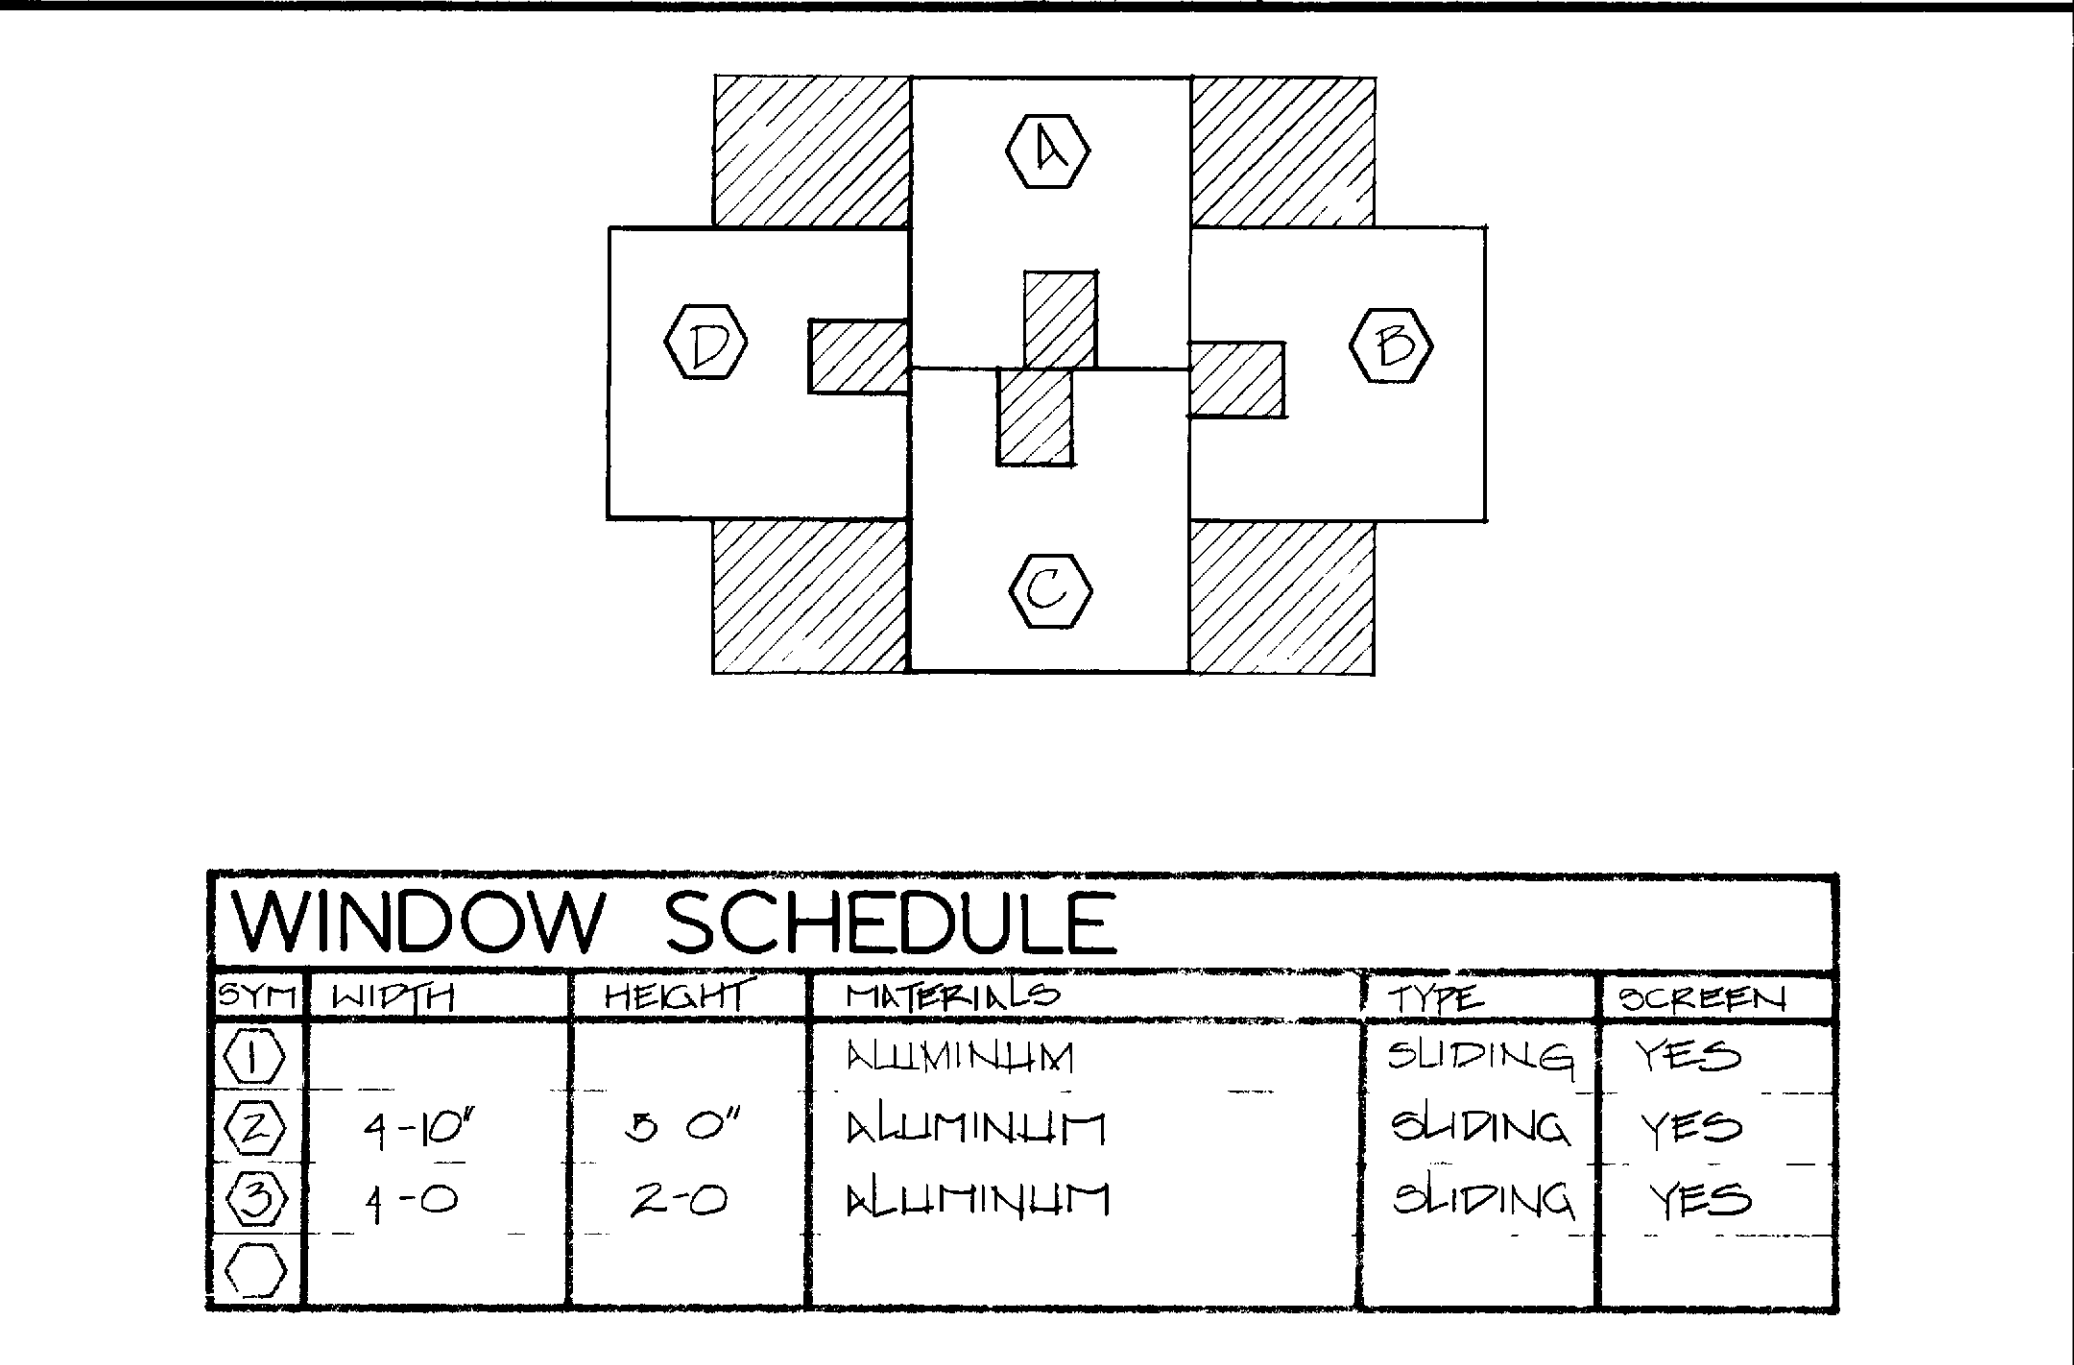 A
D
B
C
WINDOW SCHEDULE
SYM WIDTH HEIGHT MATERIALS TYPE SCREEN
1 ALUMINUM SLIDING YES
2 4-10" 5 0" ALUMINUM SLIDING YES
3 4-0 2-0 ALUMINUM SLIDING YES